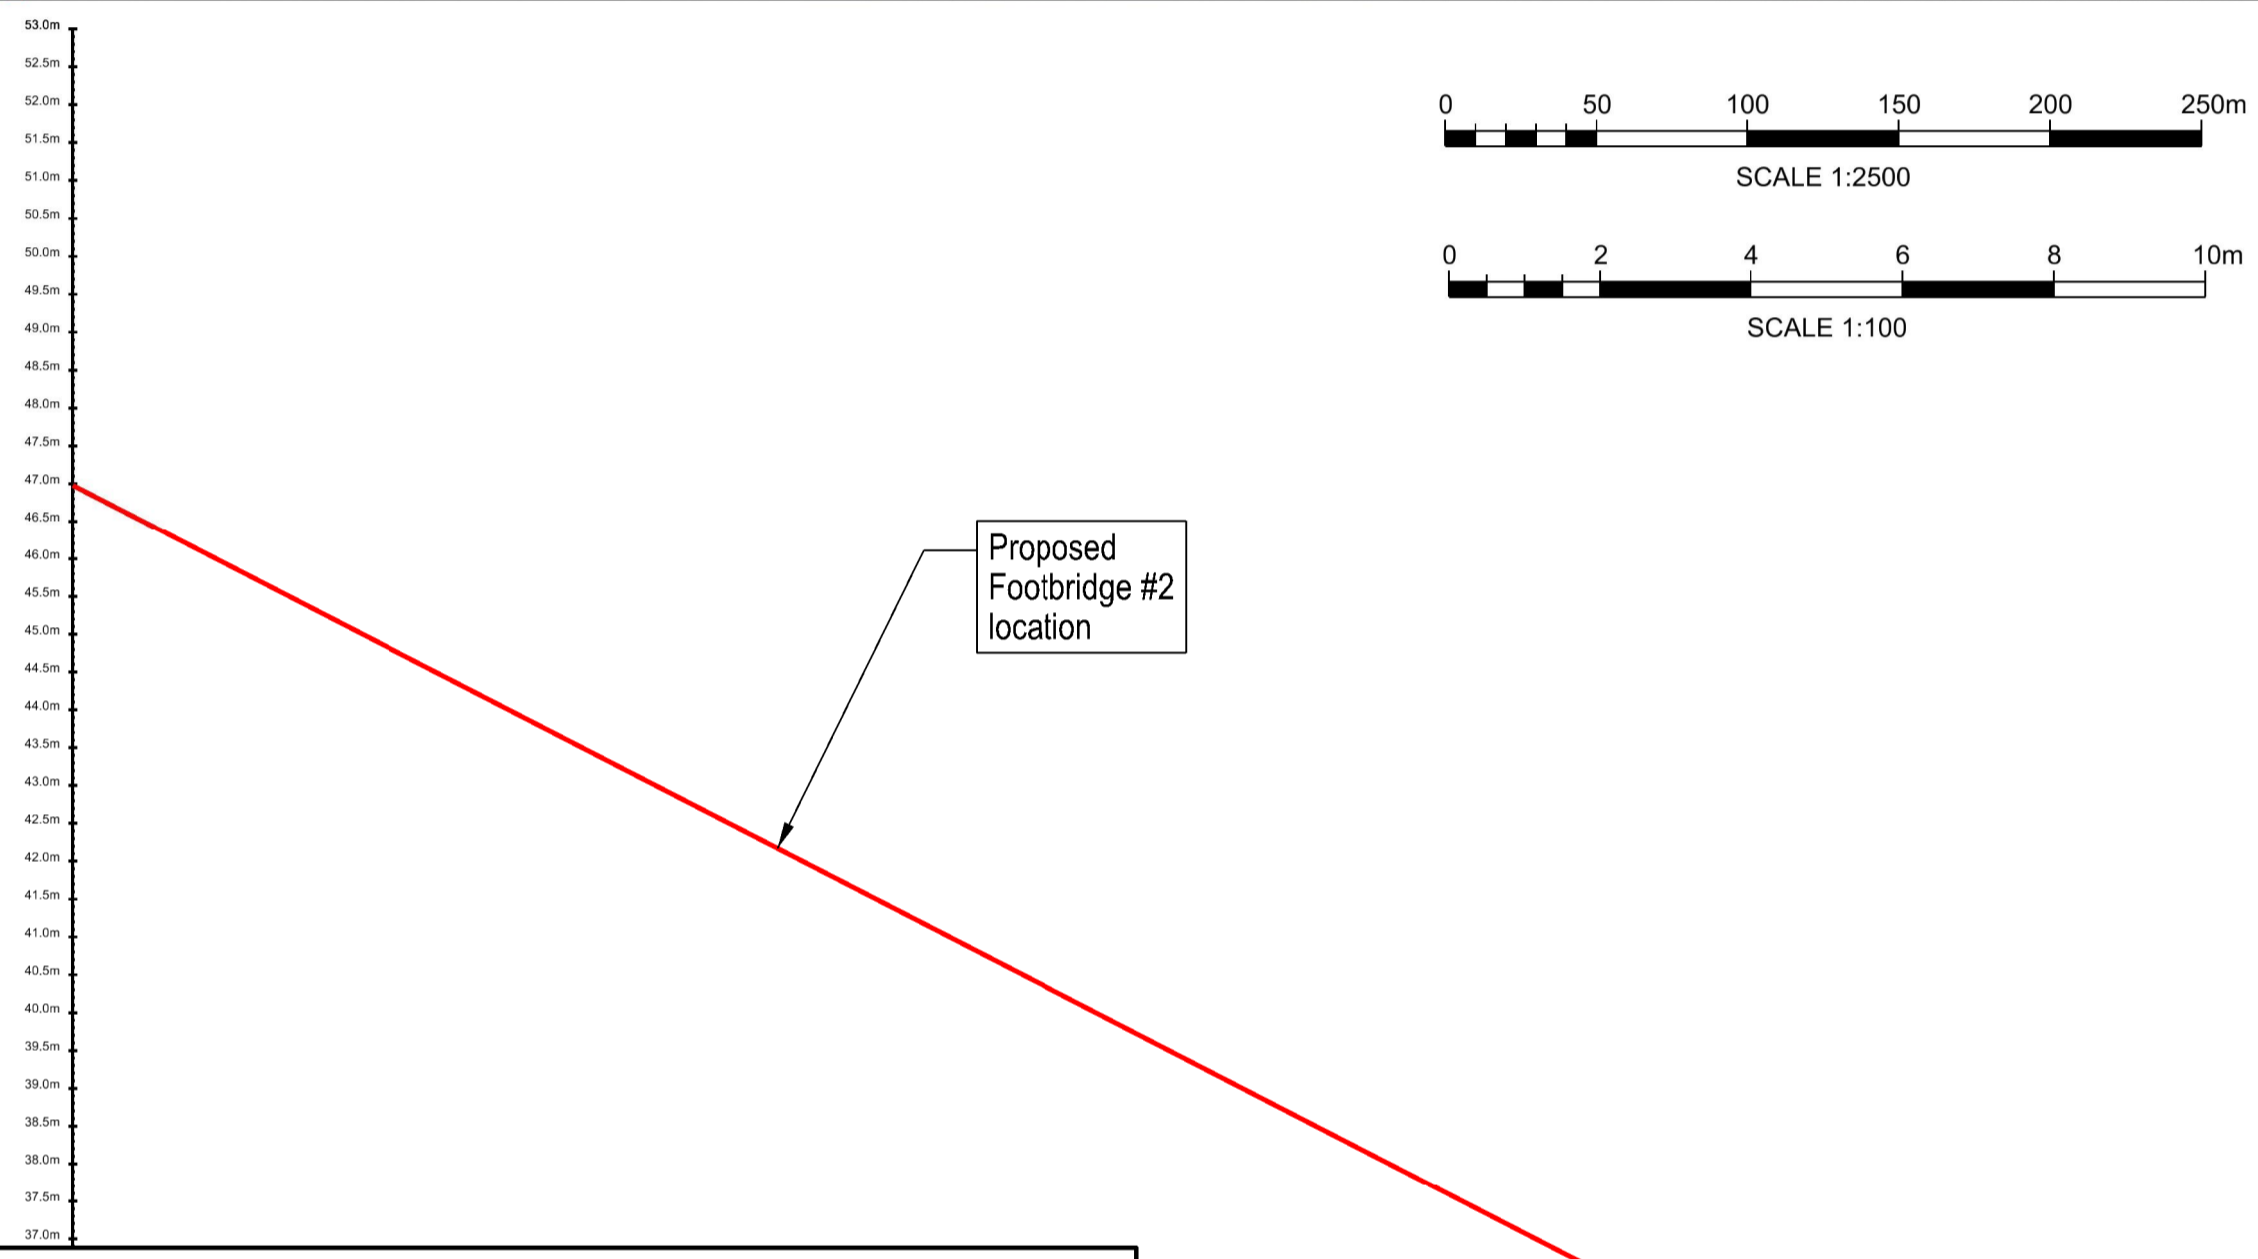 53.0m
52.5m
52.0m
51.5m
51.0m
50.5m
50.0m
49.5m
49.0m
48.5m
48.0m
47.5m
47.0m
46.5m
46.0m
45.5m
45.0m
44.5m
44.0m
43.5m
43.0m
42.5m
42.0m
41.5m
41.0m
40.5m
40.0m
39.5m
39.0m
38.5m
38.0m
37.5m
37.0m
0 50 100 150 200 250m
SCALE 1:2500
0 2 4 6 8 10m
SCALE 1:100
Proposed
Footbridge #2
location